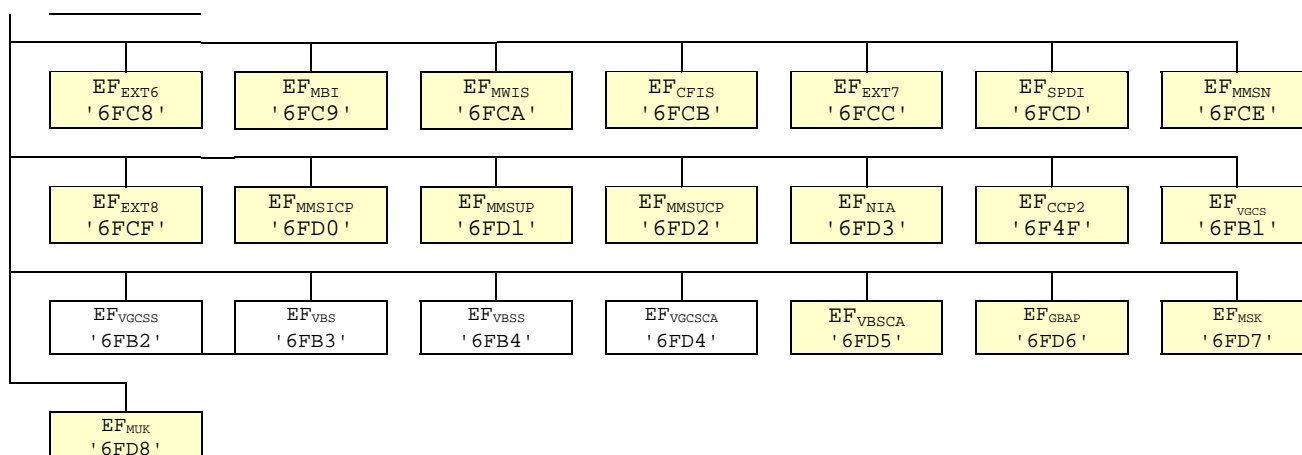 EFEXT6 EFMBI EFMWIS EFCFIS EFEXT7 EFSPDI EFMMSN
'6FC8' '6FC9' '6FCA' '6FCB' '6FCC' '6FCD' '6FCE'
EFEXT8 EFMMSICP EFMMSUP EFMMSUCP EFNIA EFCCP2 EFVGCS
'6FCF' '6FD0' '6FD1' '6FD2' '6FD3' '6F4F' '6FB1'
EFVGCSS EFVBS EFVBSS EFVGCSCA EFVBSCA EFGBAP EFMSK
'6FB2' '6FB3' '6FB4' '6FD4' '6FD5' '6FD6' '6FD7'
EFMUK
'6FD8'